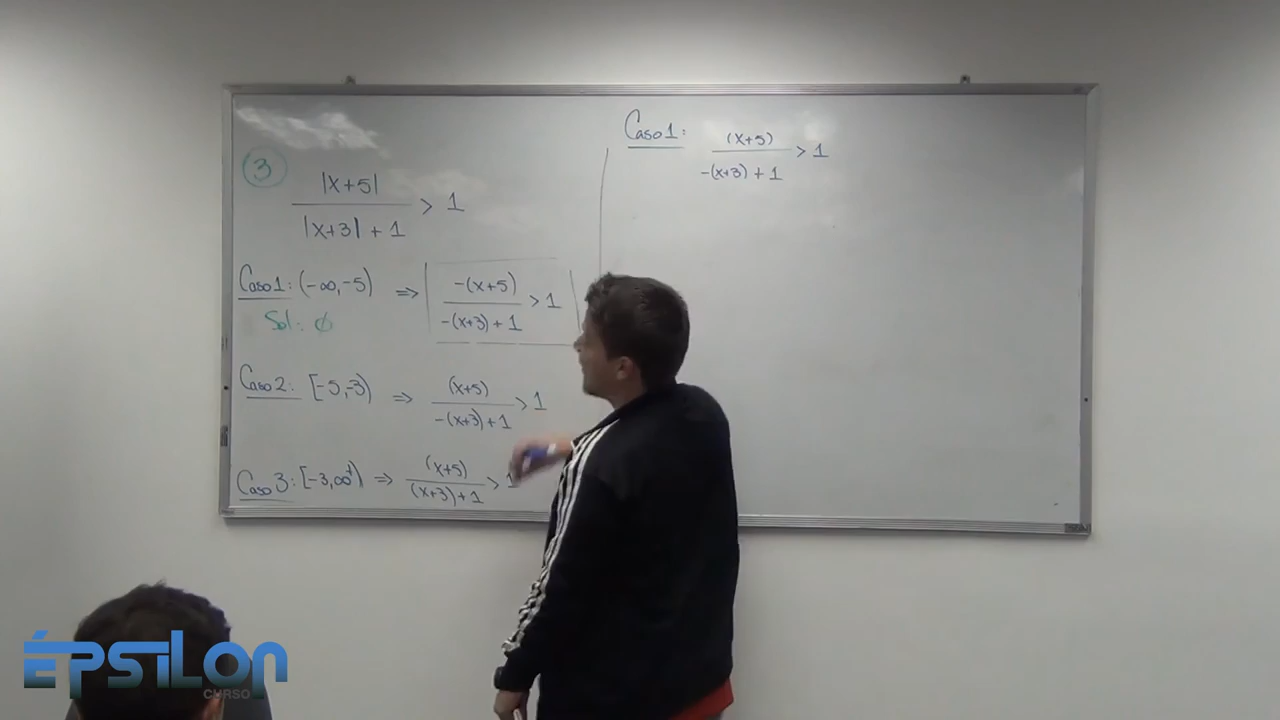 3
|x+5|
|x+3| + 1
> 1
Caso 1: (-∞,-5) => -(x+5)
-(x+3) + 1
> 1
Sol: ∅
Caso 2: [-5,-3) => (x+5)
-(x+3)+1
> 1
Caso 3: [-3,∞⁺) => (x+5)
(x+3)+1
> 1
Caso 1: (x+5)
-(x+3) + 1
> 1
ÉPSILON
CURSO